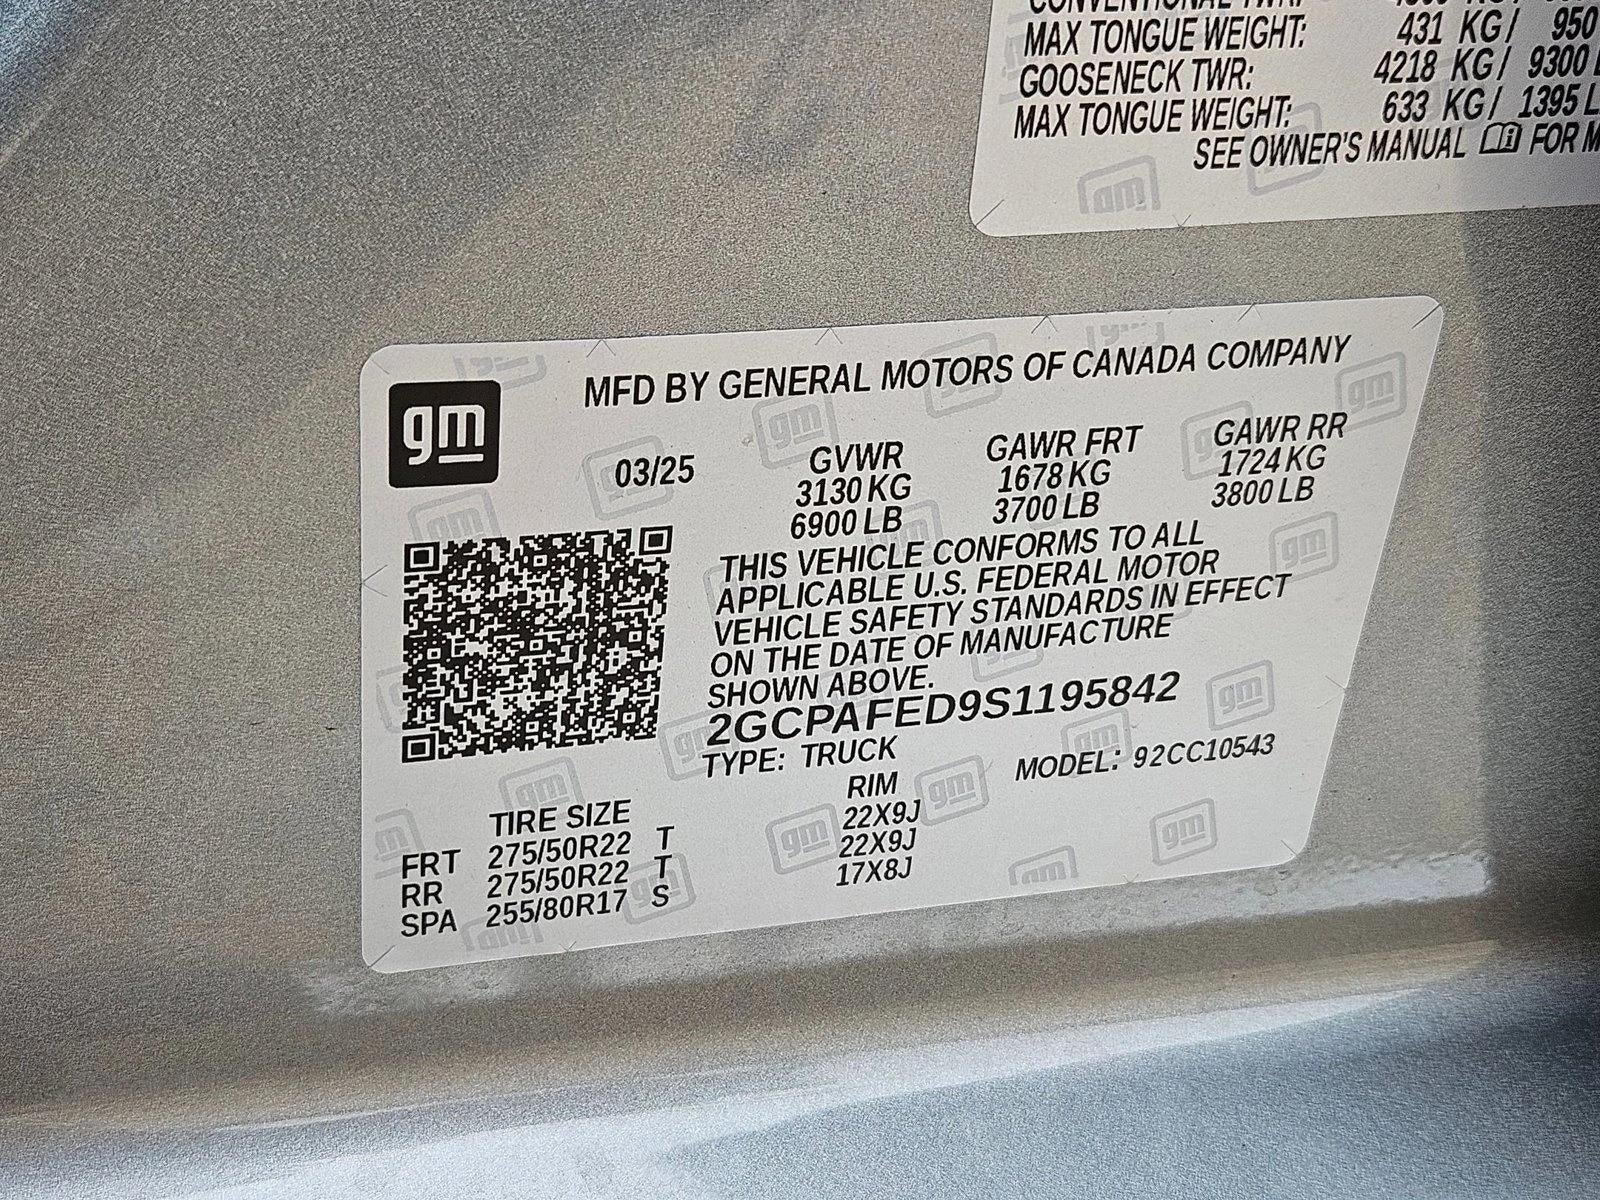 CONVENTIONAL TWR:
MAX TONGUE WEIGHT: 431 KG/ 950
GOOSENECK TWR: 4218 KG/ 9300
MAX TONGUE WEIGHT: 633 KG/ 1395 L
SEE OWNER'S MANUAL FOR M
gm
MFD BY GENERAL MOTORS OF CANADA COMPANY
03/25 GVWR GAWR FRT GAWR RR
3130 KG 1678 KG 1724 KG
6900 LB 3700 LB 3800 LB
THIS VEHICLE CONFORMS TO ALL
APPLICABLE U.S. FEDERAL MOTOR
VEHICLE SAFETY STANDARDS IN EFFECT
ON THE DATE OF MANUFACTURE
SHOWN ABOVE.
2GCPAFED9S1195842
TYPE: TRUCK MODEL: 92CC10543
TIRE SIZE RIM
FRT 275/50R22 T 22X9J
RR 275/50R22 T 22X9J
SPA 255/80R17 S 17X8J